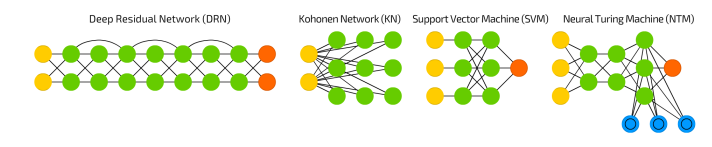 Deep Residual Network (DRN)
Kohonen Network (KN)
Support Vector Machine (SVM)
Neural Turing Machine (NTM)